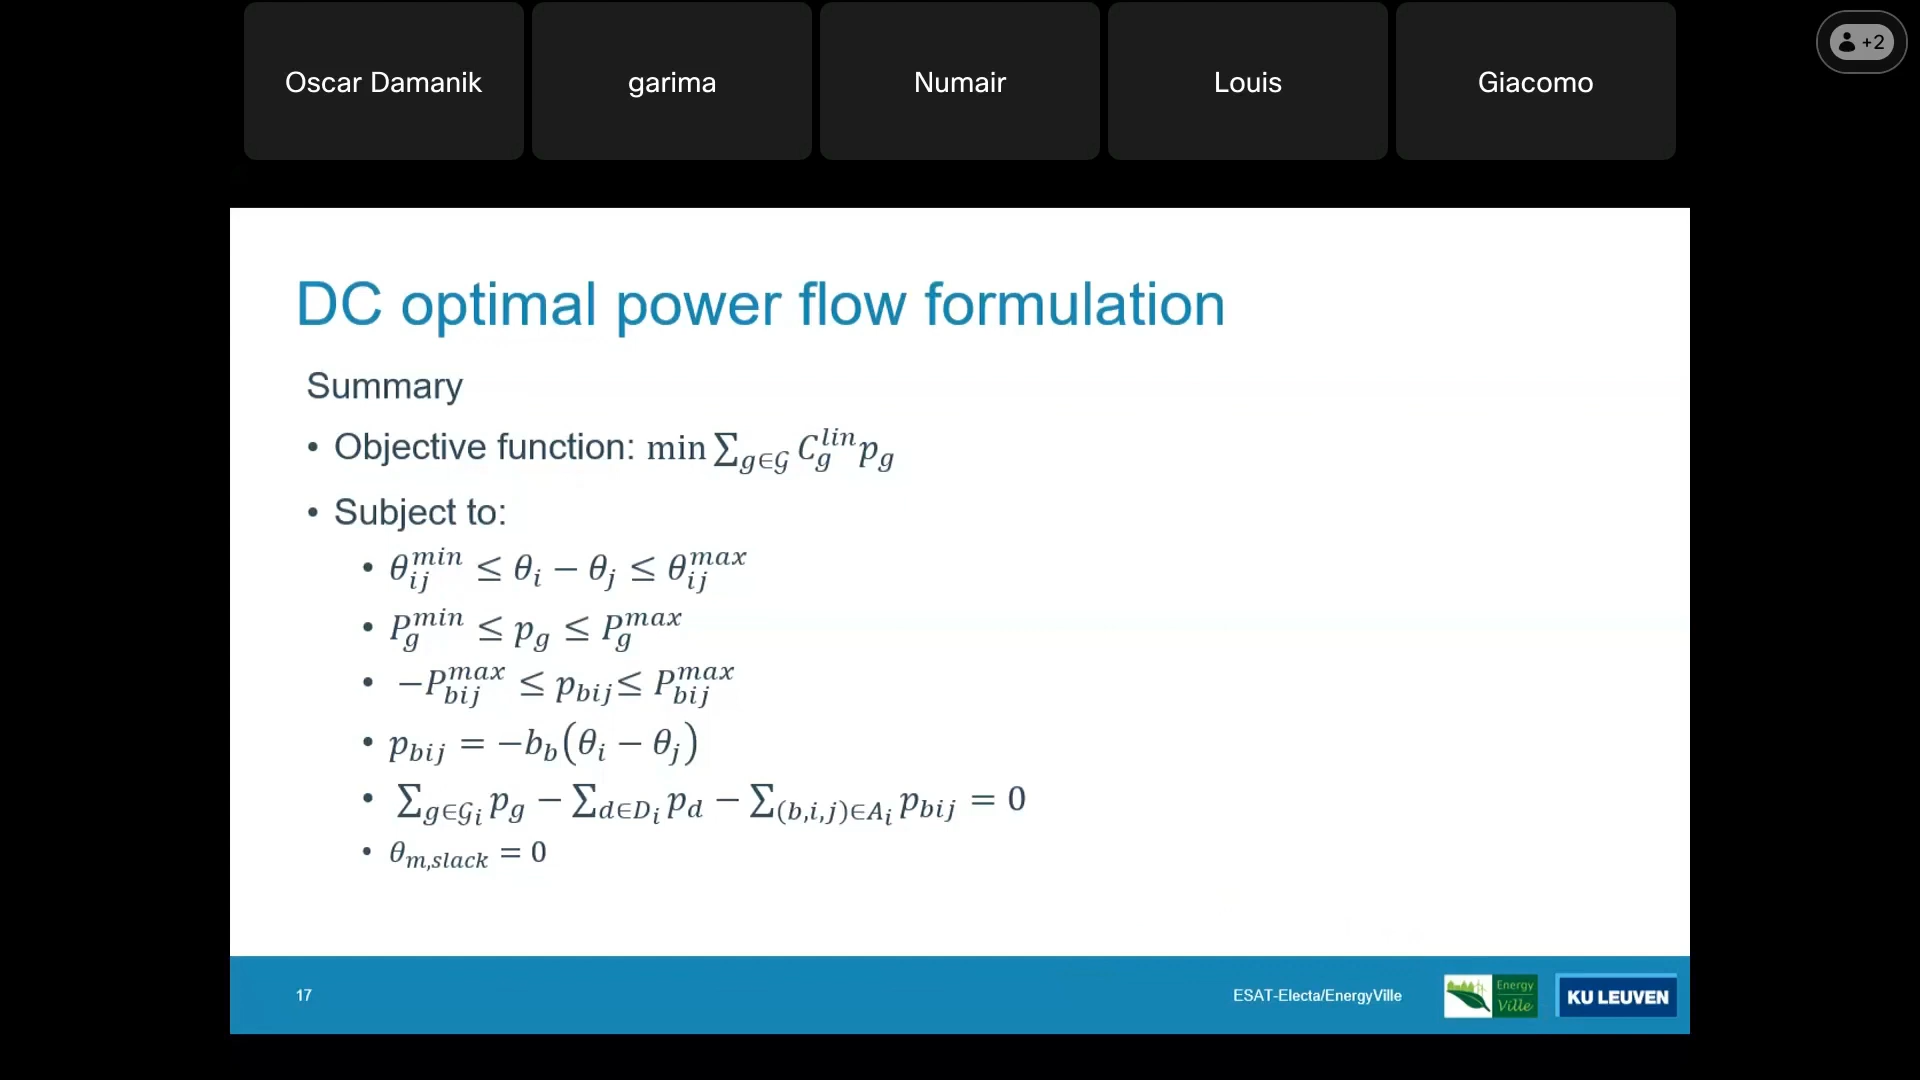 Oscar Damanik
garima
Numair
Louis
Giacomo
+2
DC optimal power flow formulation
Summary
• Objective function: min ∑_{g∈𝒢} C_g^{lin} p_g
• Subject to:
• θ_{ij}^{min} ≤ θ_i − θ_j ≤ θ_{ij}^{max}
• P_g^{min} ≤ p_g ≤ P_g^{max}
• −P_{bij}^{max} ≤ p_{bij} ≤ P_{bij}^{max}
• p_{bij} = −b_b(θ_i − θ_j)
• ∑_{g∈𝒢_i} p_g − ∑_{d∈D_i} p_d − ∑_{(b,i,j)∈A_i} p_{bij} = 0
• θ_{m,slack} = 0
17
ESAT-Electa/EnergyVille
Energy
Ville
KU LEUVEN